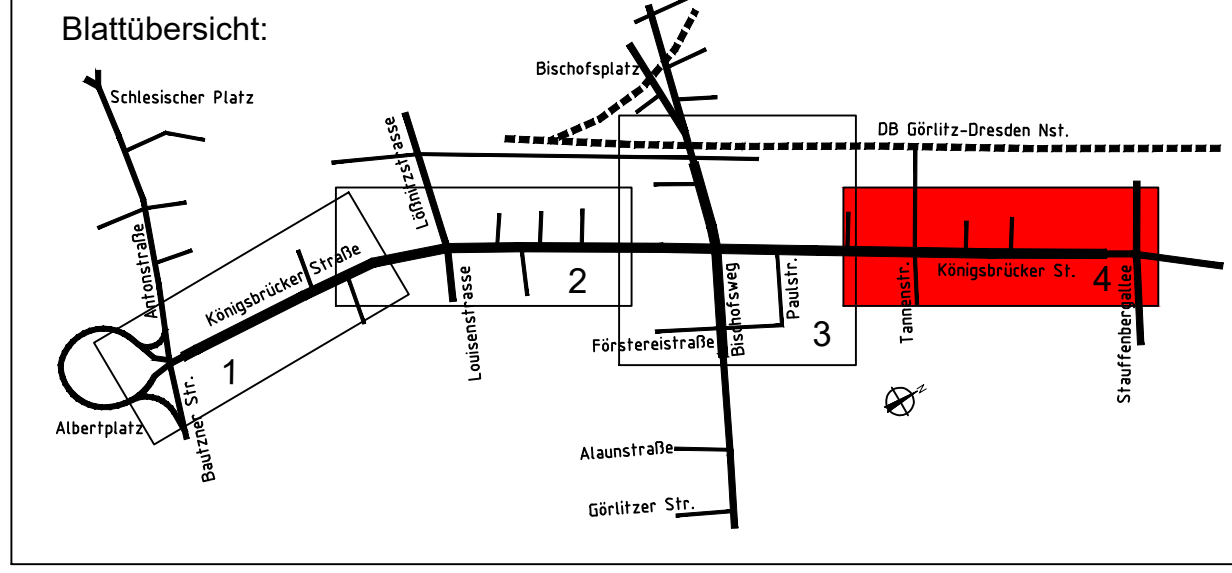 Blattübersicht:
Schlesischer Platz
Bischofsplatz
DB Görlitz-Dresden Nst.
Lößnitzstrasse
Antonstraße
Königsbrücker Straße
1
2
Louisenstrasse
Albertplatz
Bautzner Str.
Förstereistraße
Bischofsweg
Paulstr.
3
Tannenstr.
Königsbrücker St.
4
Stauffenbergallee
N
Alaunstraße
Görlitzer Str.